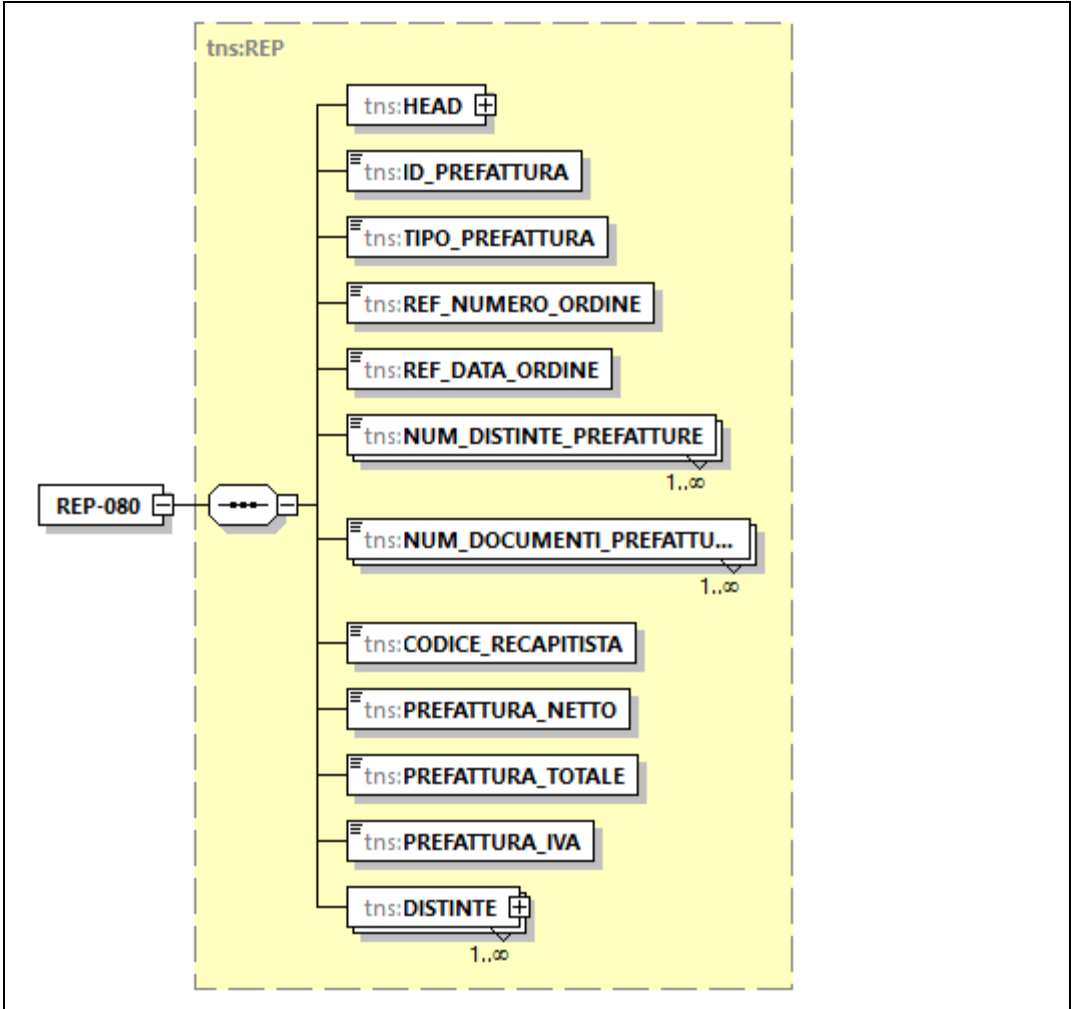 tns:REP
tns:HEAD
tns:ID_PREFATTURA
tns:TIPO_PREFATTURA
tns:REF_NUMERO_ORDINE
tns:REF_DATA_ORDINE
tns:NUM_DISTINTE_PREFATTURE
1..∞
REP-080
tns:NUM_DOCUMENTI_PREFATTU...
1..∞
tns:CODICE_RECAPITISTA
tns:PREFATTURA_NETTO
tns:PREFATTURA_TOTALE
tns:PREFATTURA_IVA
tns:DISTINTE
1..∞